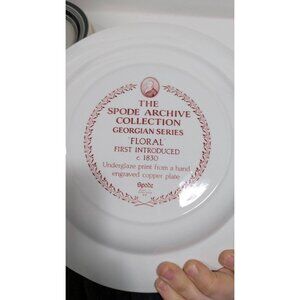 THE
SPODE ARCHIVE
COLLECTION
GEORGIAN SERIES
'FLORAL'
FIRST INTRODUCED
c. 1830
Underglaze print from a hand
engraved copper plate
Spode